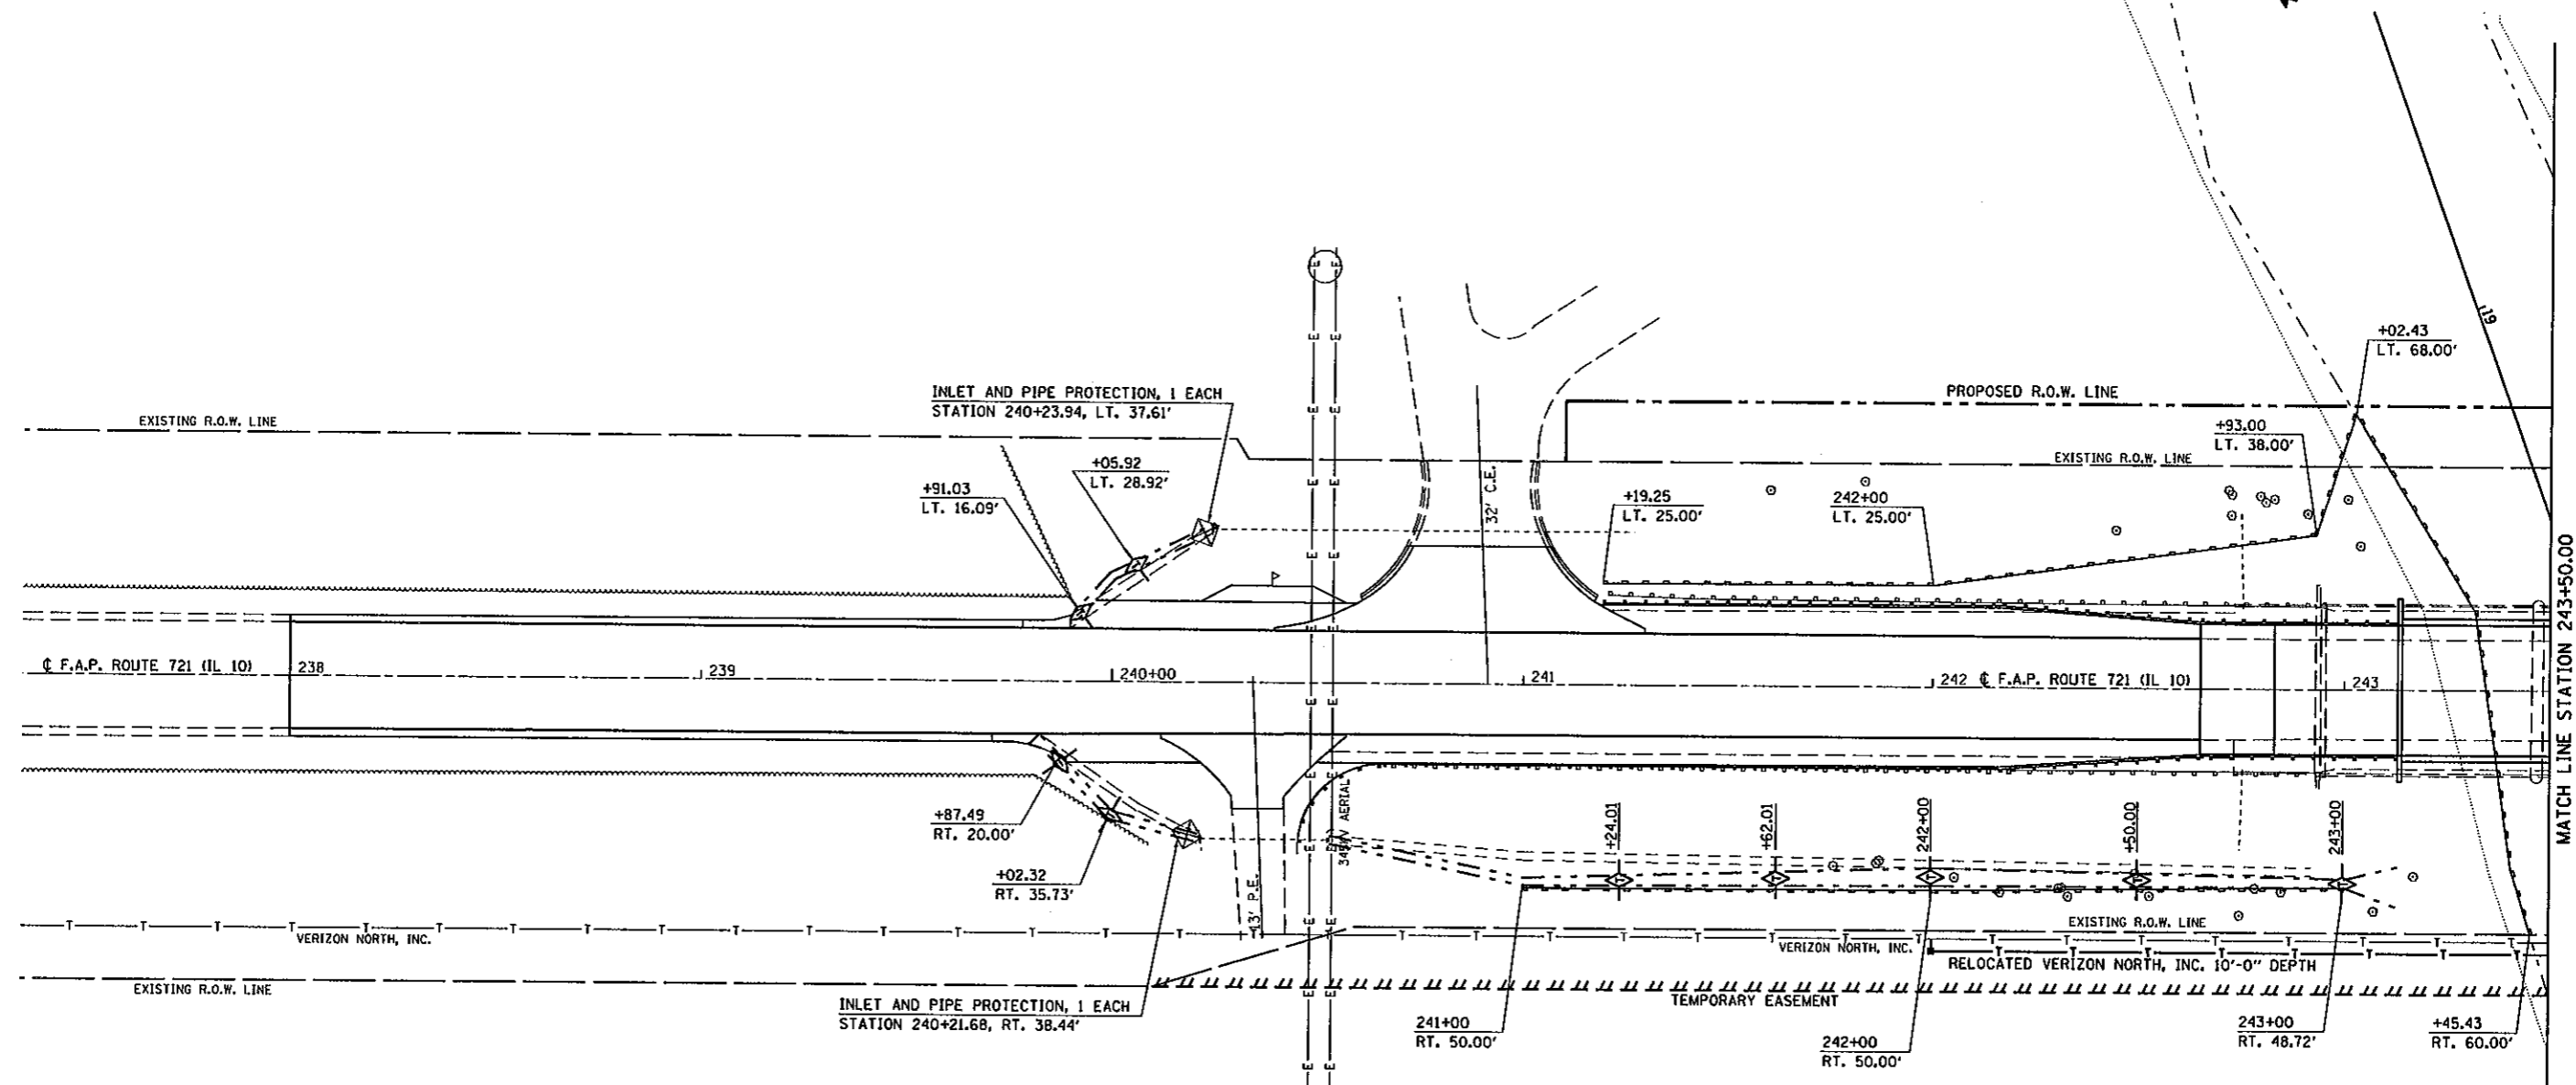 +02.43
LT. 68.00'
19
INLET AND PIPE PROTECTION, 1 EACH
STATION 240+23.94, LT. 37.61'
PROPOSED R.O.W. LINE
EXISTING R.O.W. LINE
+93.00
LT. 38.00'
+05.92
LT. 28.92'
EXISTING R.O.W. LINE
+91.03
LT. 16.09'
+19.25
LT. 25.00'
242+00
LT. 25.00'
32' C.E.
P
E E
MATCH LINE STATION 243+50.00
℄ F.A.P. ROUTE 721 (IL 10)
238
239
240+00
241
242 ℄ F.A.P. ROUTE 721 (IL 10)
243
345KV AERIAL
+24.01
+62.01
242+00
+50.00
243+00
+87.49
RT. 20.00'
+02.32
RT. 35.73'
13' P.E.
T T T T T T
VERIZON NORTH, INC.
EXISTING R.O.W. LINE
VERIZON NORTH, INC.
RELOCATED VERIZON NORTH, INC. 10'-0" DEPTH
EXISTING R.O.W. LINE
TEMPORARY EASEMENT
INLET AND PIPE PROTECTION, 1 EACH
STATION 240+21.68, RT. 38.44'
241+00
RT. 50.00'
242+00
RT. 50.00'
243+00
RT. 48.72'
+45.43
RT. 60.00'